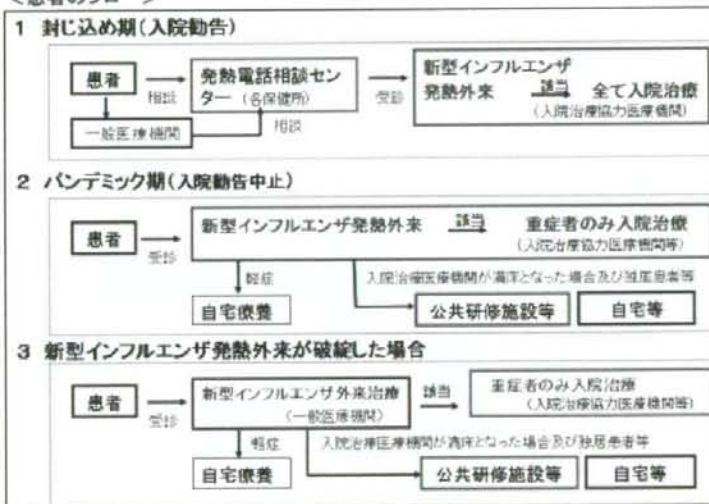 1 封じ込め期(入院勧告)
患者
相談
発熱電話相談セン
ター (各保健所)
受診
新型インフルエンザ
発熱外来 該当 全て入院治療
(入院治療協力医療機関)
一般医療機関
相談
2 パンデミック期(入院勧告中止)
患者
受診
新型インフルエンザ発熱外来 該当 重症者のみ入院治療
(入院治療協力医療機関等)
軽症
入院治療医療機関が満床となった場合及び独居患者等
自宅療養
公共研修施設等
自宅等
3 新型インフルエンザ発熱外来が破綻した場合
患者
受診
新型インフルエンザ外来治療
(一般医療機関)
該当
重症者のみ入院治療
(入院治療協力医療機関等)
軽症
入院治療医療機関が満床となった場合及び独居患者等
自宅療養
公共研修施設等
自宅等